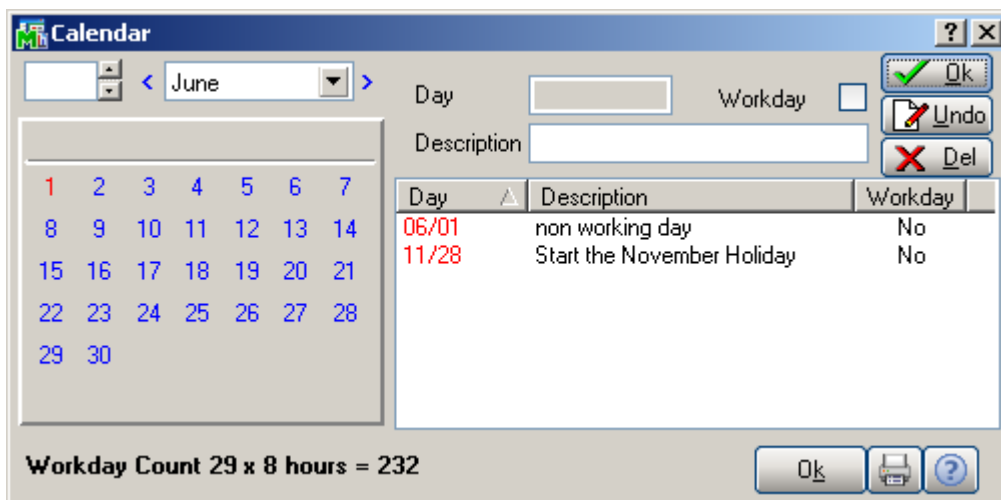 Calendar
< June >
Day Workday Ok
Undo
Description Del
1 2 3 4 5 6 7
8 9 10 11 12 13 14
15 16 17 18 19 20 21
22 23 24 25 26 27 28
29 30
Day Description Workday
06/01 non working day No
11/28 Start the November Holiday No
Workday Count 29 x 8 hours = 232
Ok